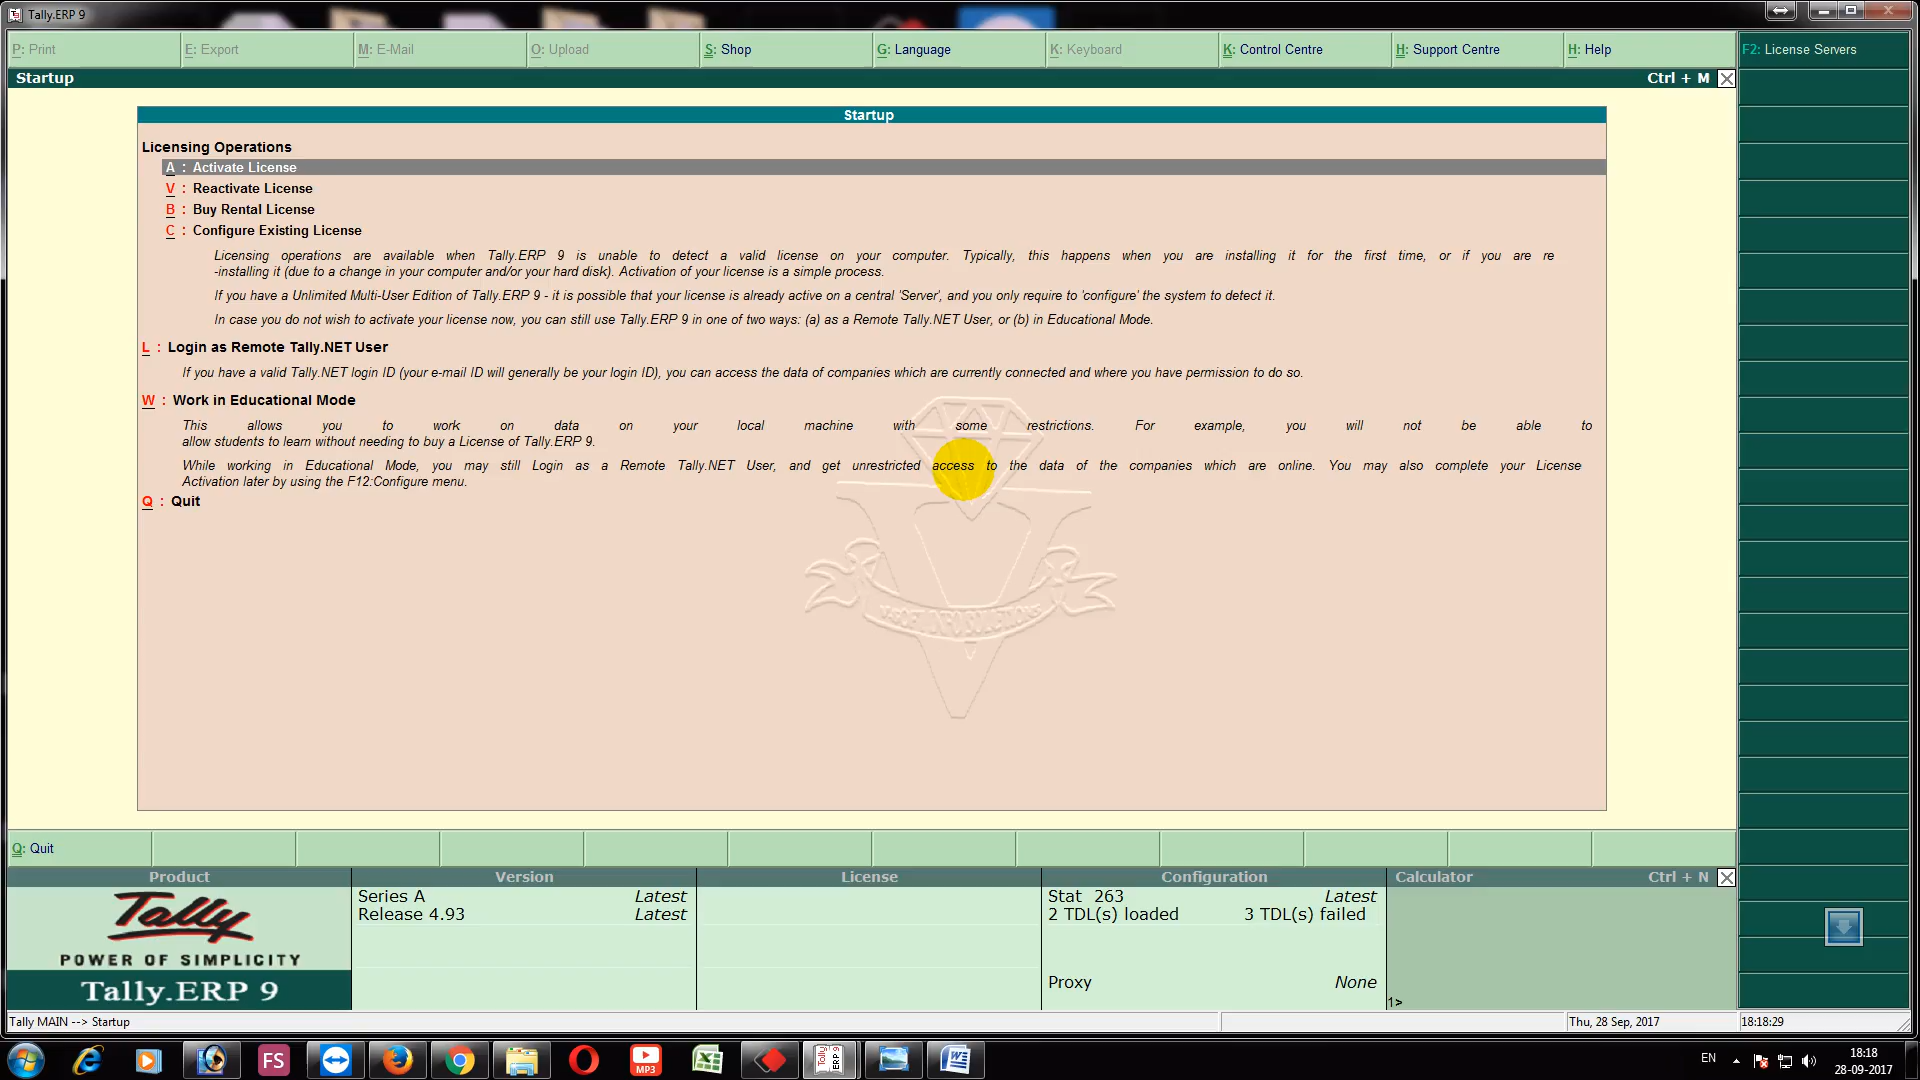 Tally.ERP 9
P: Print
E: Export
M: E-Mail
O: Upload
S: Shop
G: Language
K: Keyboard
K: Control Centre
H: Support Centre
H: Help
F2: License Servers
Startup
Ctrl + M
Startup
Licensing Operations
A : Activate License
V : Reactivate License
B : Buy Rental License
C : Configure Existing License
Licensing operations are available when Tally.ERP 9 is unable to detect a valid license on your computer. Typically, this happens when you are installing it for the first time, or if you are re
-installing it (due to a change in your computer and/or your hard disk). Activation of your license is a simple process.
If you have a Unlimited Multi-User Edition of Tally.ERP 9 - it is possible that your license is already active on a central 'Server', and you only require to 'configure' the system to detect it.
In case you do not wish to activate your license now, you can still use Tally.ERP 9 in one of two ways: (a) as a Remote Tally.NET User, or (b) in Educational Mode.
L : Login as Remote Tally.NET User
If you have a valid Tally.NET login ID (your e-mail ID will generally be your login ID), you can access the data of companies which are currently connected and where you have permission to do so.
W : Work in Educational Mode
This allows you to work on data on your local machine with some restrictions. For example, you will not be able to
allow students to learn without needing to buy a License of Tally.ERP 9.
While working in Educational Mode, you may still Login as a Remote Tally.NET User, and get unrestricted access to the data of the companies which are online. You may also complete your License
Activation later by using the F12:Configure menu.
Q : Quit
Q: Quit
Product
Version
License
Configuration
Calculator
Ctrl + N
Tally
POWER OF SIMPLICITY
Tally.ERP 9
Series A Latest
Release 4.93 Latest
Stat 263 Latest
2 TDL(s) loaded 3 TDL(s) failed
Proxy None
1>
Tally MAIN --> Startup
Thu, 28 Sep, 2017
18:18:29
FS
MP3
Tally
ERP 9
EN
18:18
28-09-2017